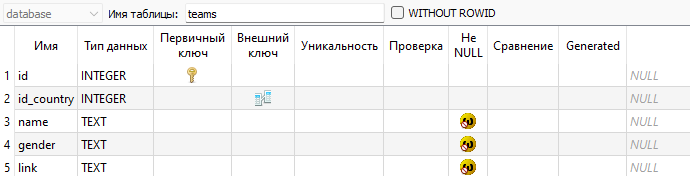 database Имя таблицы: teams WITHOUT ROWID
Имя Тип данных Первичный ключ Внешний ключ Уникальность Проверка Не NULL Сравнение Generated
1 id INTEGER NULL
2 id_country INTEGER NULL
3 name TEXT NULL
4 gender TEXT NULL
5 link TEXT NULL